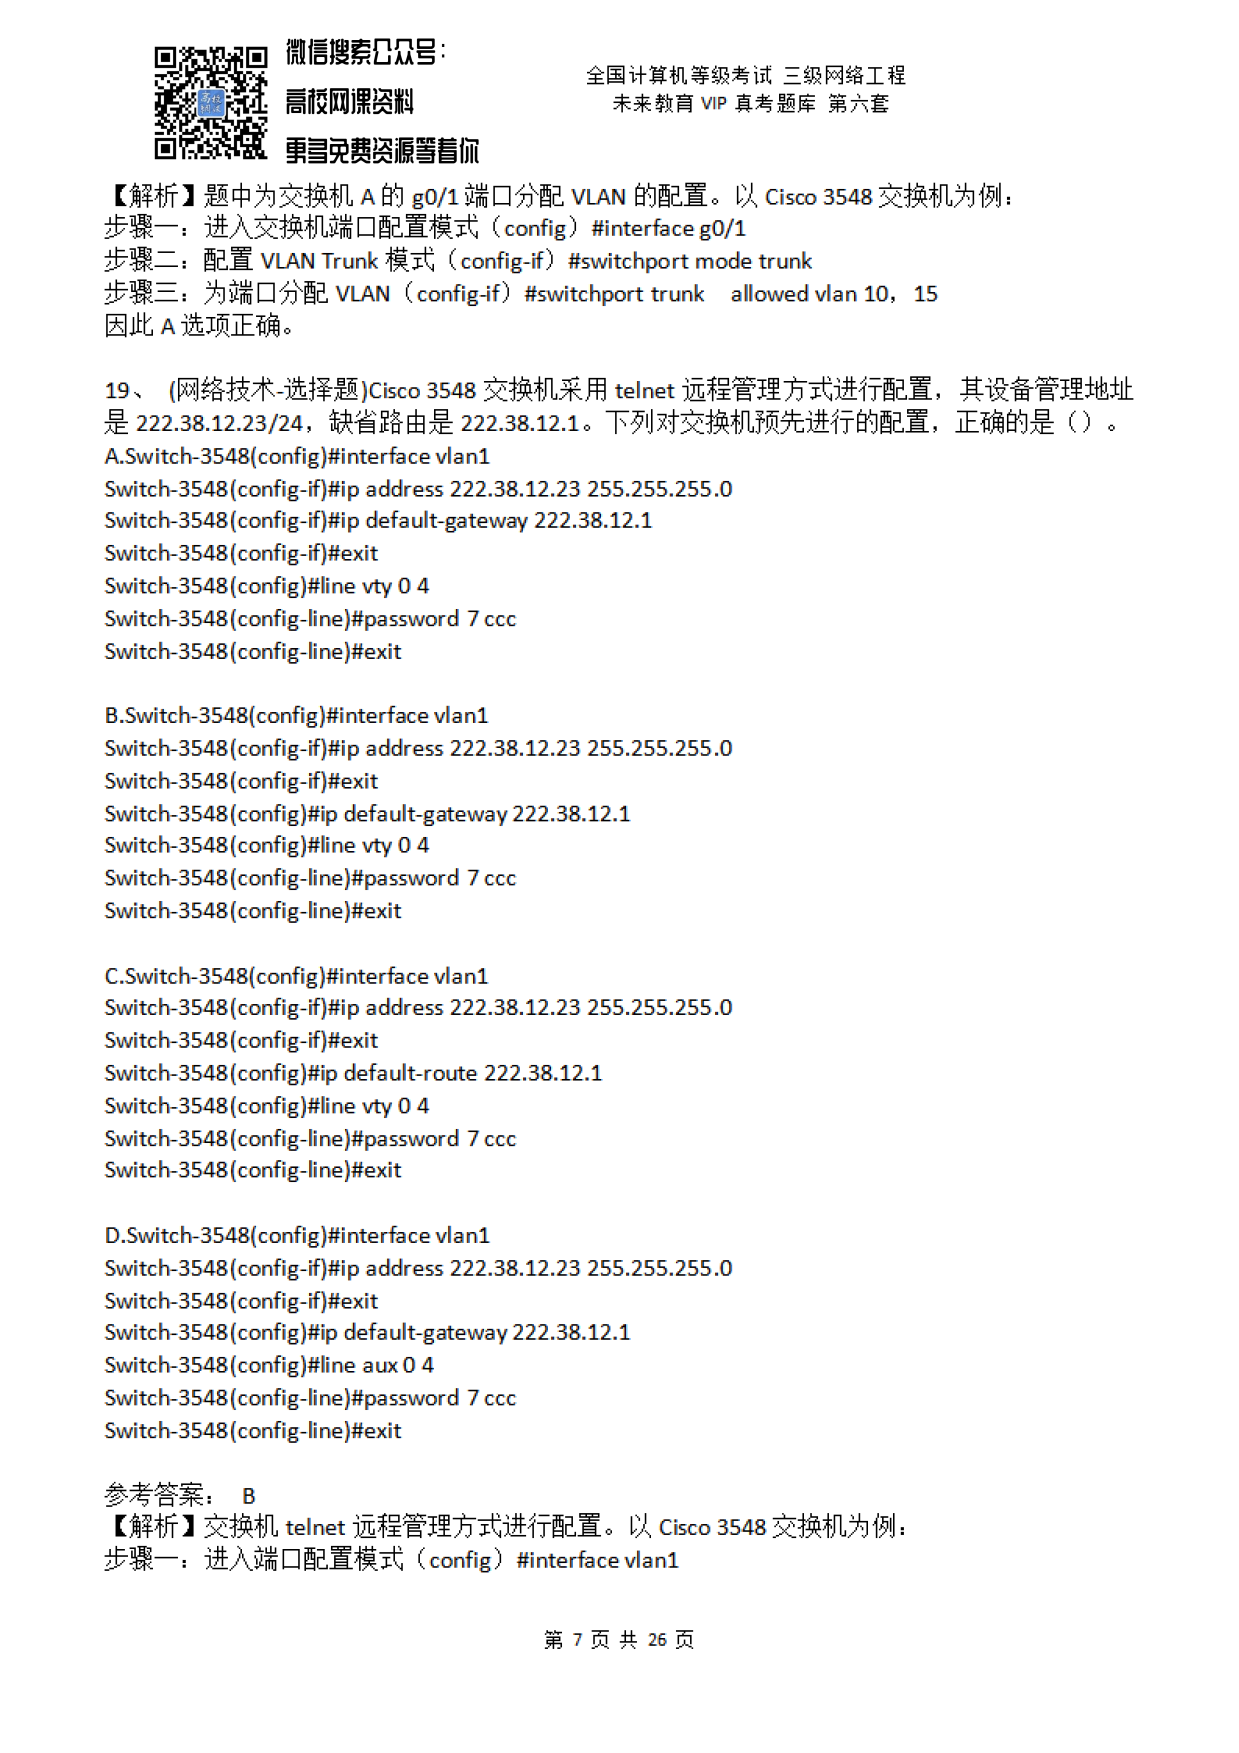 微信搜索公众号：
高校网课资料
更多免费资源等着你
全国计算机等级考试 三级网络工程
未来教育 VIP 真考题库 第六套
【解析】题中为交换机 A 的 g0/1 端口分配 VLAN 的配置。以 Cisco 3548 交换机为例：
步骤一：进入交换机端口配置模式（config）#interface g0/1
步骤二：配置 VLAN Trunk 模式（config-if）#switchport mode trunk
步骤三：为端口分配 VLAN（config-if）#switchport trunk allowed vlan 10，15
因此 A 选项正确。
19、 (网络技术-选择题)Cisco 3548 交换机采用 telnet 远程管理方式进行配置，其设备管理地址
是 222.38.12.23/24，缺省路由是 222.38.12.1。下列对交换机预先进行的配置，正确的是（）。
A.Switch-3548(config)#interface vlan1
Switch-3548(config-if)#ip address 222.38.12.23 255.255.255.0
Switch-3548(config-if)#ip default-gateway 222.38.12.1
Switch-3548(config-if)#exit
Switch-3548(config)#line vty 0 4
Switch-3548(config-line)#password 7 ccc
Switch-3548(config-line)#exit
B.Switch-3548(config)#interface vlan1
Switch-3548(config-if)#ip address 222.38.12.23 255.255.255.0
Switch-3548(config-if)#exit
Switch-3548(config)#ip default-gateway 222.38.12.1
Switch-3548(config)#line vty 0 4
Switch-3548(config-line)#password 7 ccc
Switch-3548(config-line)#exit
C.Switch-3548(config)#interface vlan1
Switch-3548(config-if)#ip address 222.38.12.23 255.255.255.0
Switch-3548(config-if)#exit
Switch-3548(config)#ip default-route 222.38.12.1
Switch-3548(config)#line vty 0 4
Switch-3548(config-line)#password 7 ccc
Switch-3548(config-line)#exit
D.Switch-3548(config)#interface vlan1
Switch-3548(config-if)#ip address 222.38.12.23 255.255.255.0
Switch-3548(config-if)#exit
Switch-3548(config)#ip default-gateway 222.38.12.1
Switch-3548(config)#line aux 0 4
Switch-3548(config-line)#password 7 ccc
Switch-3548(config-line)#exit
参考答案： B
【解析】交换机 telnet 远程管理方式进行配置。以 Cisco 3548 交换机为例：
步骤一：进入端口配置模式（config）#interface vlan1
第 7 页 共 26 页